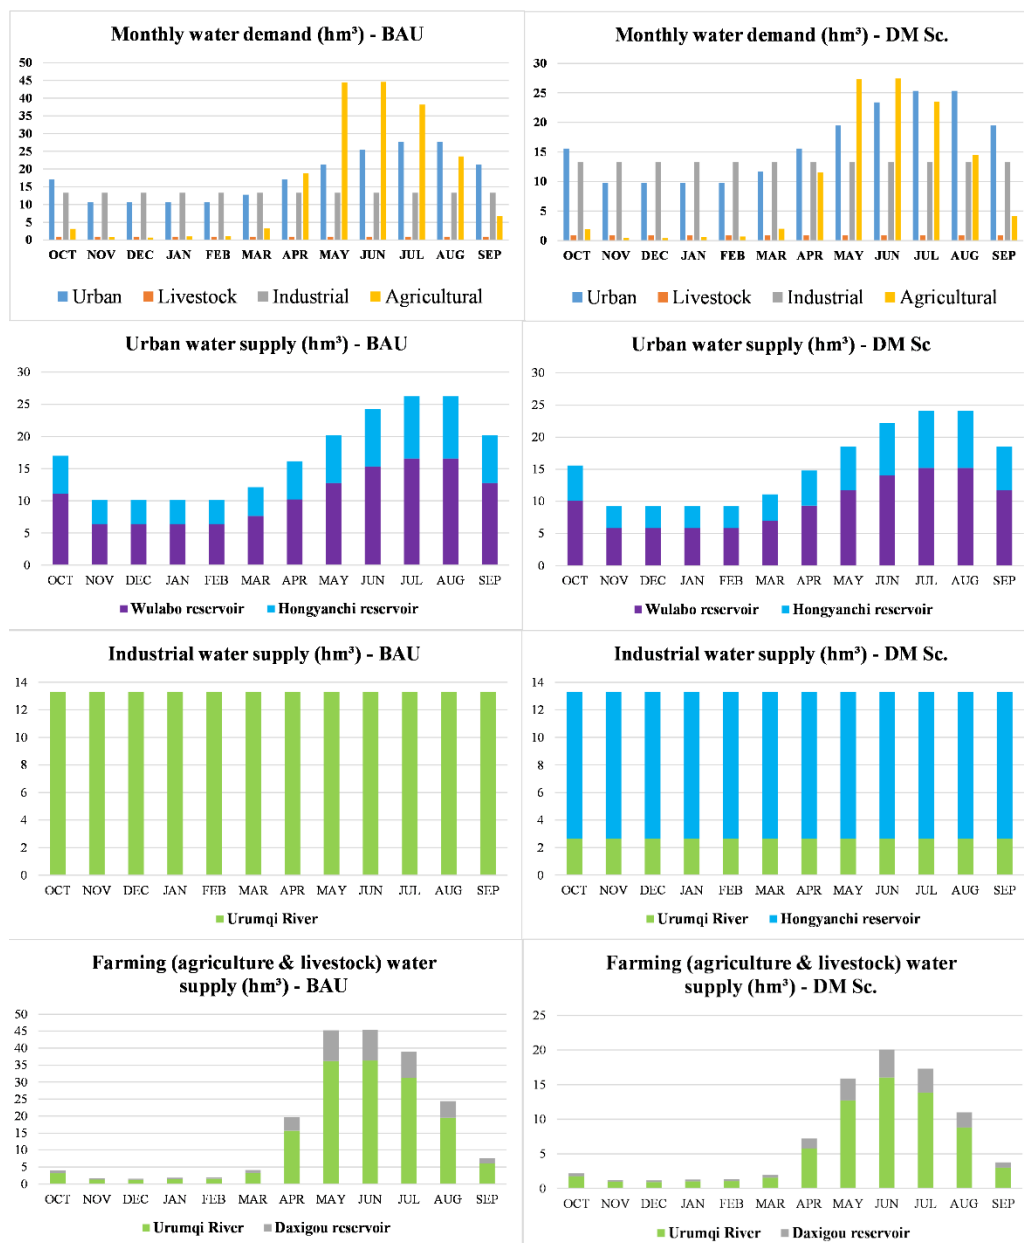 Monthly water demand (hm³) - BAU
50
45
40
35
30
25
20
15
10
5
0
OCT NOV DEC JAN FEB MAR APR MAY JUN JUL AUG SEP
Urban Livestock Industrial Agricultural
Monthly water demand (hm³) - DM Sc.
30
25
20
15
10
5
0
OCT NOV DEC JAN FEB MAR APR MAY JUN JUL AUG SEP
Urban Livestock Industrial Agricultural
Urban water supply (hm³) - BAU
30
25
20
15
10
5
0
OCT NOV DEC JAN FEB MAR APR MAY JUN JUL AUG SEP
Wulabo reservoir Hongyanchi reservoir
Urban water supply (hm³) - DM Sc
30
25
20
15
10
5
0
OCT NOV DEC JAN FEB MAR APR MAY JUN JUL AUG SEP
Wulabo reservoir Hongyanchi reservoir
Industrial water supply (hm³) - BAU
14
12
10
8
6
4
2
0
OCT NOV DEC JAN FEB MAR APR MAY JUN JUL AUG SEP
Urumqi River
Industrial water supply (hm³) - DM Sc.
14
12
10
8
6
4
2
0
OCT NOV DEC JAN FEB MAR APR MAY JUN JUL AUG SEP
Urumqi River Hongyanchi reservoir
Farming (agriculture & livestock) water
supply (hm³) - BAU
50
45
40
35
30
25
20
15
10
5
0
OCT NOV DEC JAN FEB MAR APR MAY JUN JUL AUG SEP
Urumqi River Daxigou reservoir
Farming (agriculture & livestock) water
supply (hm³) - DM Sc.
25
20
15
10
5
0
OCT NOV DEC JAN FEB MAR APR MAY JUN JUL AUG SEP
Urumqi River Daxigou reservoir